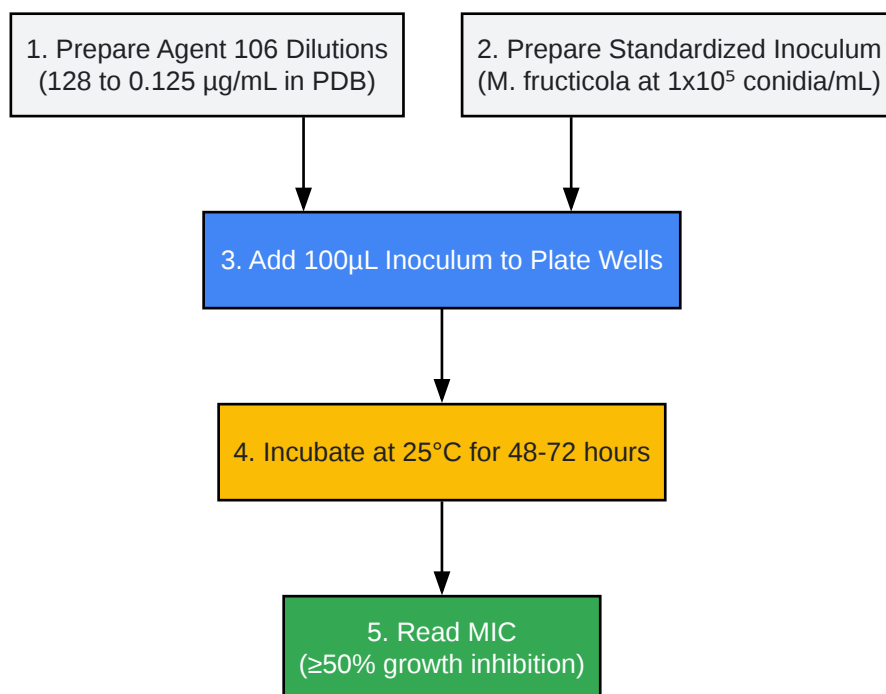 1. Prepare Agent 106 Dilutions
(128 to 0.125 µg/mL in PDB)
2. Prepare Standardized Inoculum
(M. fructicola at 1x10⁵ conidia/mL)
3. Add 100µL Inoculum to Plate Wells
4. Incubate at 25°C for 48-72 hours
5. Read MIC
(≥50% growth inhibition)